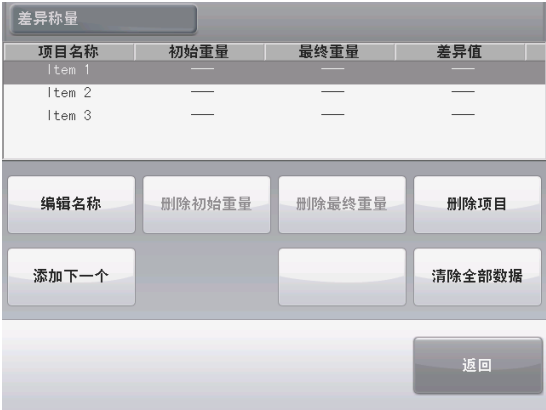 差异称量
项目名称 初始重量 最终重量 差异值
Item 1 — — —
Item 2 — — —
Item 3 — — —
编辑名称 删除初始重量 删除最终重量 删除项目
添加下一个 清除全部数据
返回